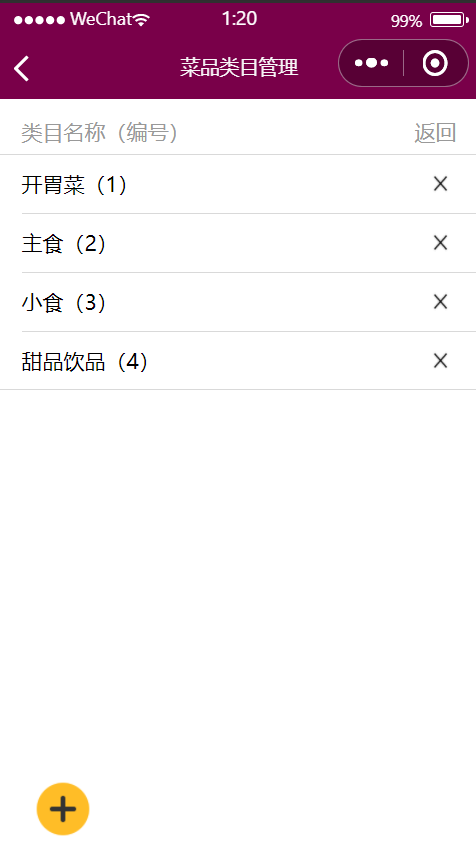 WeChat 1:20 99%
菜品类目管理
类目名称（编号） 返回
开胃菜（1）
主食（2）
小食（3）
甜品饮品（4）